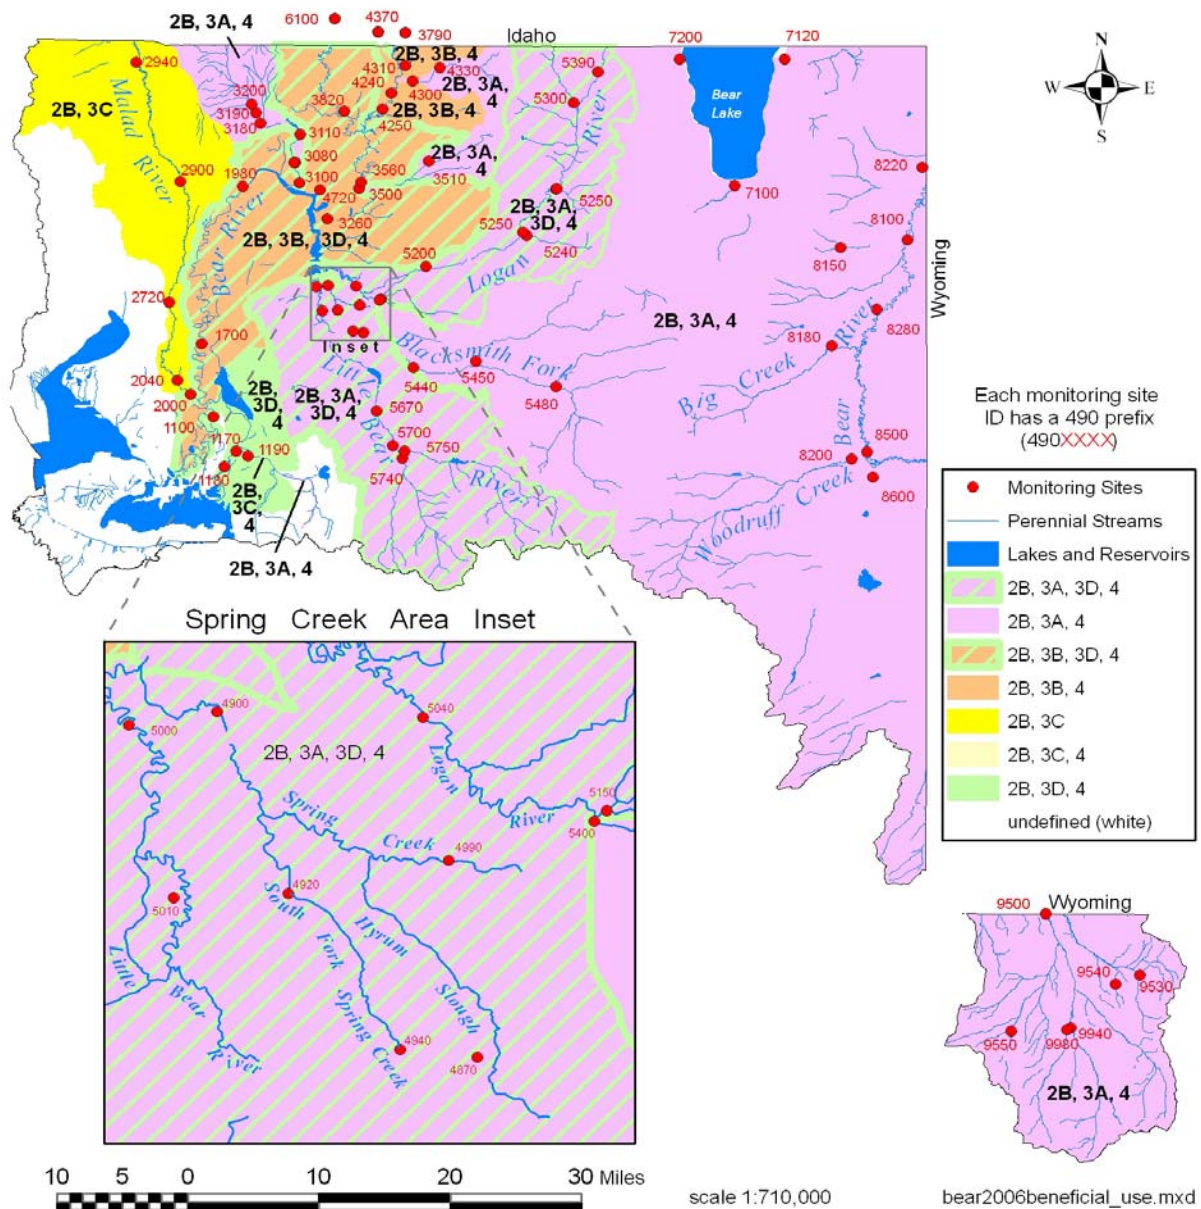 2B, 3A, 4
6100
4370
3790
Idaho
7200
7120
2940
2B, 3B, 4
4310
4330
4240
4300
2B, 3A,
4
5390
N
W
E
S
3200
3190
3180
3820
2B, 3B, 4
4250
5300
Bear
Lake
2B, 3C
Malad
River
3110
3080
3100
2B, 3A,
4
3510
River
8220
2900
1980
3560
4720
3500
7100
5250
2B, 3A,
3D, 4
3260
5250
5240
8100
8150
Bear River
2B, 3B, 3D, 4
5200
Logan
Wyoming
2720
1700
Inset
2B, 3A, 4
8180
8280
Blacksmith
Fork
5440
5450
5480
Big
Creek
River
Bear
2040
2000
1100
1170
1190
1180
2B,
3D,
4
Little
Bear
River
2B, 3A,
3D, 4
5670
5700
5750
5740
8500
8200
8600
Woodruff
Creek
2B,
3C,
4
2B, 3A, 4
Each monitoring site
ID has a 490 prefix
(490XXXX)
Monitoring Sites
Perennial Streams
Lakes and Reservoirs
2B, 3A, 3D, 4
2B, 3A, 4
2B, 3B, 3D, 4
2B, 3B, 4
2B, 3C
2B, 3C, 4
2B, 3D, 4
undefined (white)
Spring Creek Area Inset
4900
5000
5040
2B, 3A, 3D, 4
Logan
River
5150
5400
Spring
Creek
4990
4920
5010
South
Fork
Spring Creek
Hyrum
Slough
Little
Bear
River
4940
4870
9500
Wyoming
9540
9530
9550
9980
9940
2B, 3A, 4
10 5 0 10 20 30 Miles
scale 1:710,000
bear2006beneficial_use.mxd